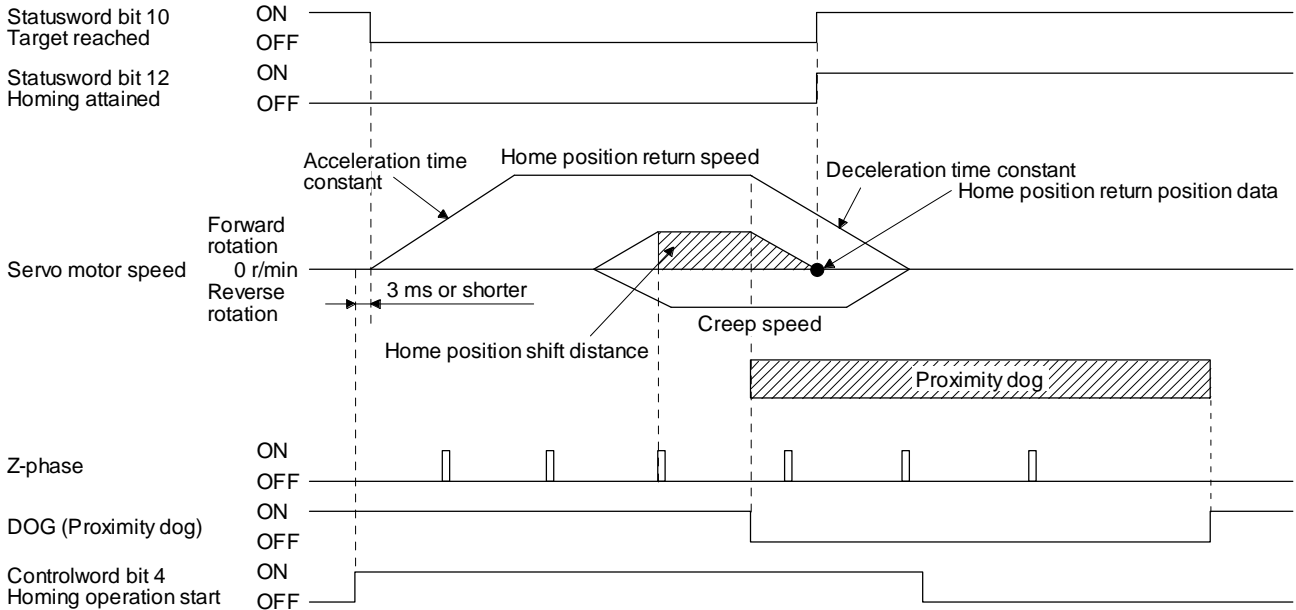 Statusword bit 10
Target reached
ON
OFF
Statusword bit 12
Homing attained
ON
OFF
Acceleration time
constant
Home position return speed
Deceleration time constant
Home position return position data
Forward
rotation
Servo motor speed
0 r/min
Reverse
rotation
3 ms or shorter
Creep speed
Home position shift distance
Proximity dog
Z-phase
ON
OFF
DOG (Proximity dog)
ON
OFF
Controlword bit 4
Homing operation start
ON
OFF